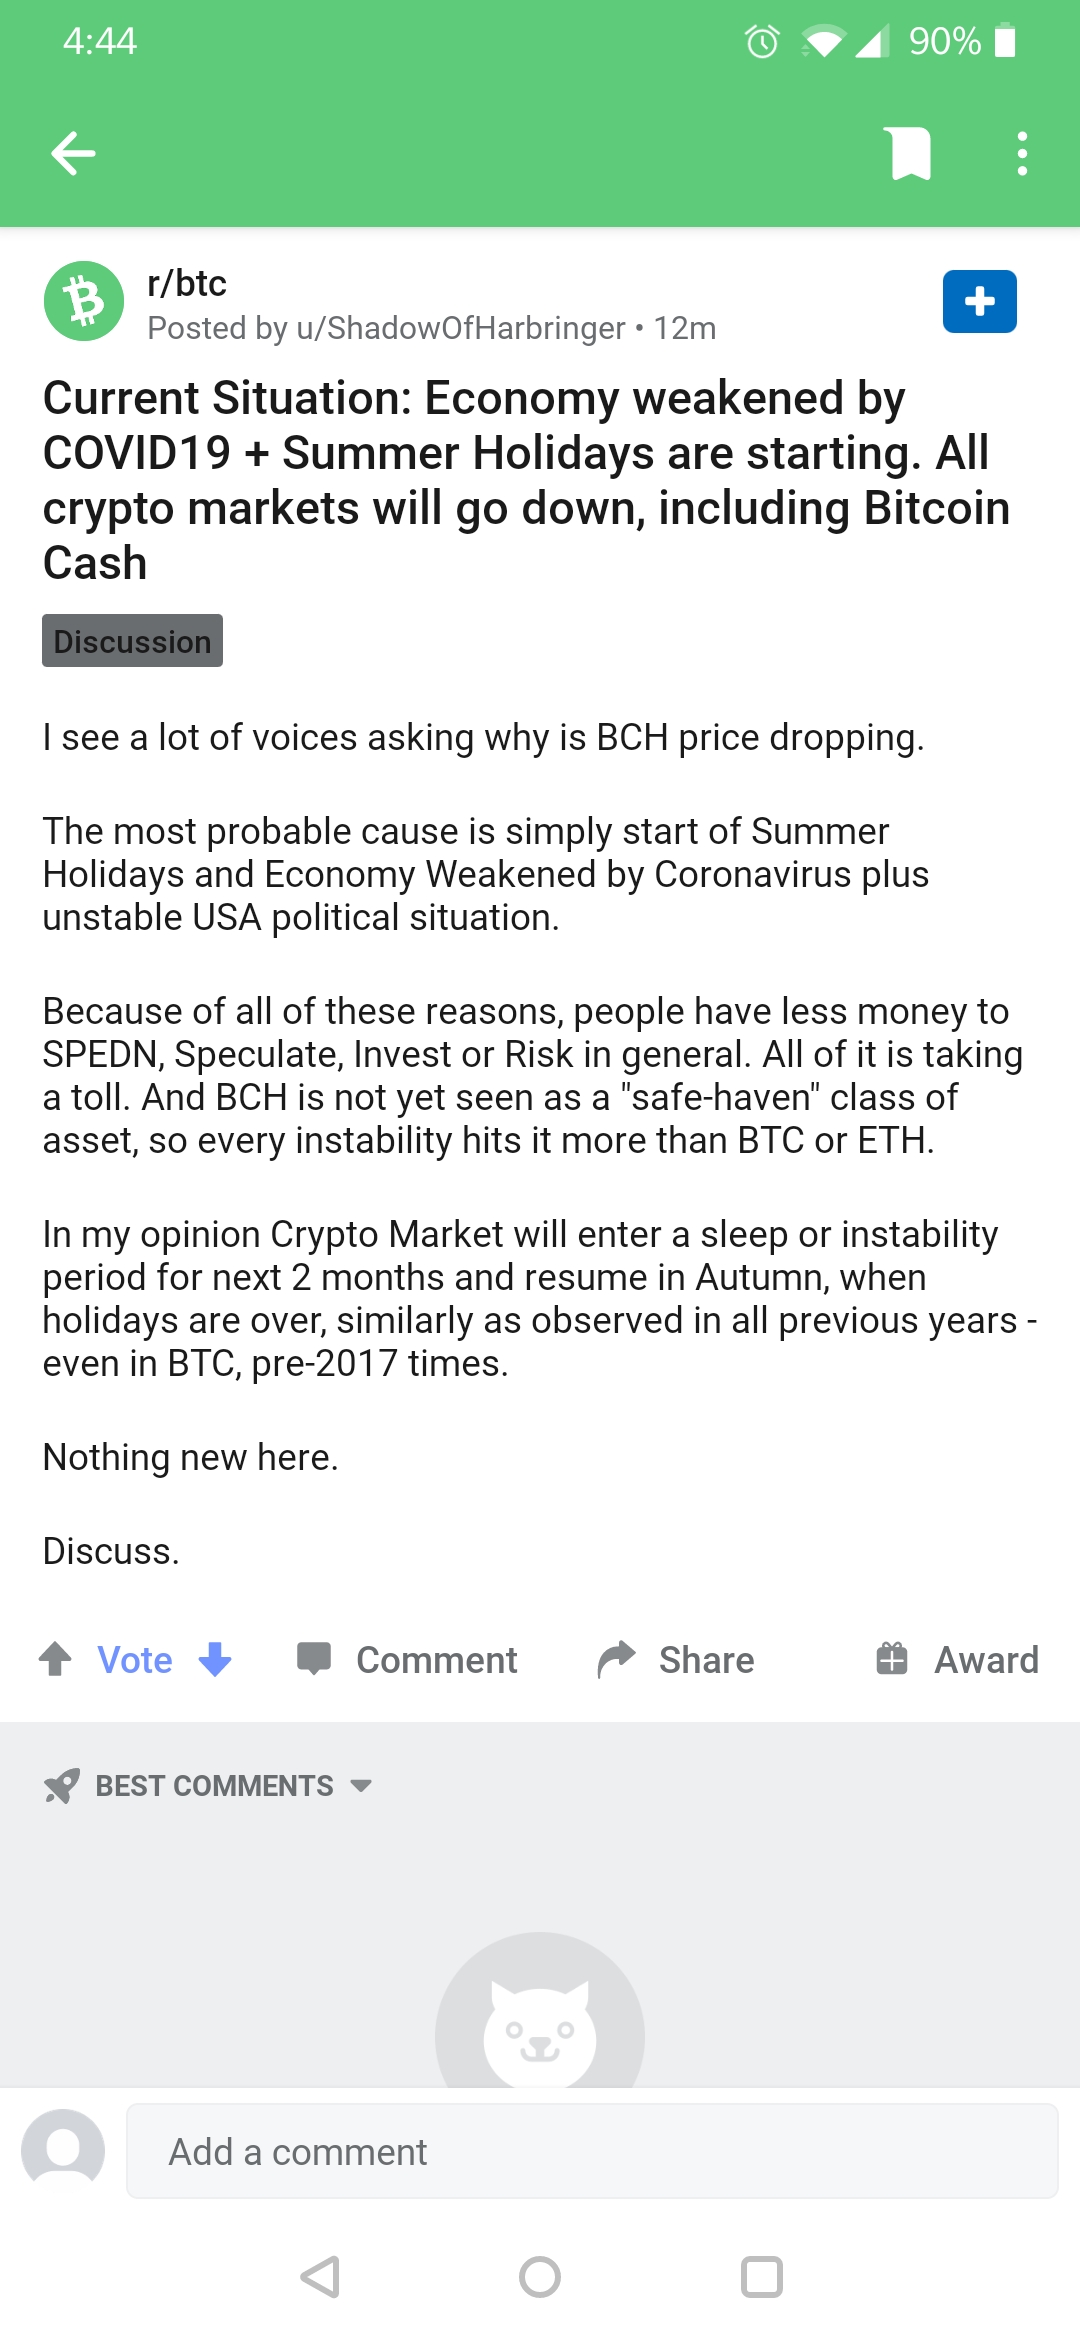 4:44 90%
r/btc
Posted by u/ShadowOfHarbringer • 12m
Current Situation: Economy weakened by
COVID19 + Summer Holidays are starting. All
crypto markets will go down, including Bitcoin
Cash
Discussion
I see a lot of voices asking why is BCH price dropping.
The most probable cause is simply start of Summer
Holidays and Economy Weakened by Coronavirus plus
unstable USA political situation.
Because of all of these reasons, people have less money to
SPEDN, Speculate, Invest or Risk in general. All of it is taking
a toll. And BCH is not yet seen as a "safe-haven" class of
asset, so every instability hits it more than BTC or ETH.
In my opinion Crypto Market will enter a sleep or instability
period for next 2 months and resume in Autumn, when
holidays are over, similarly as observed in all previous years -
even in BTC, pre-2017 times.
Nothing new here.
Discuss.
Vote Comment Share Award
BEST COMMENTS
Add a comment